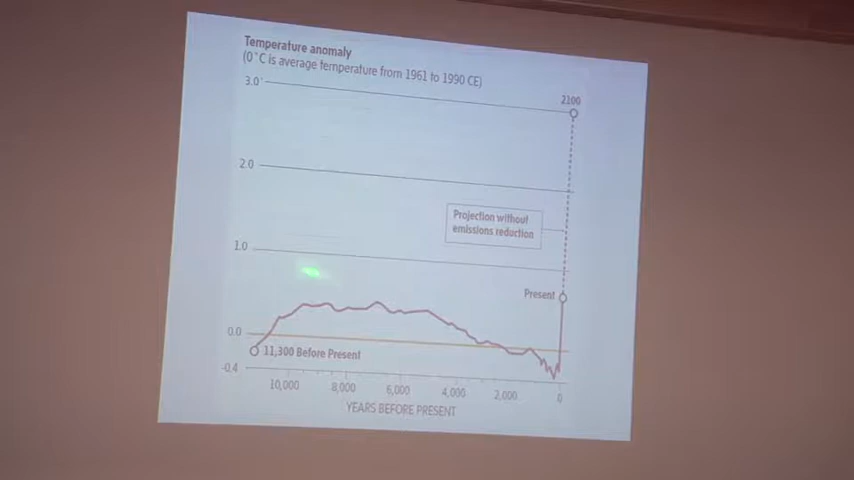 Temperature anomaly
(0°C is average temperature from 1961 to 1990 CE)
3.0°
2100
2.0
Projection without
emissions reduction
1.0
Present
0.0
11,300 Before Present
-0.4
10,000 8,000 6,000 4,000 2,000 0
YEARS BEFORE PRESENT